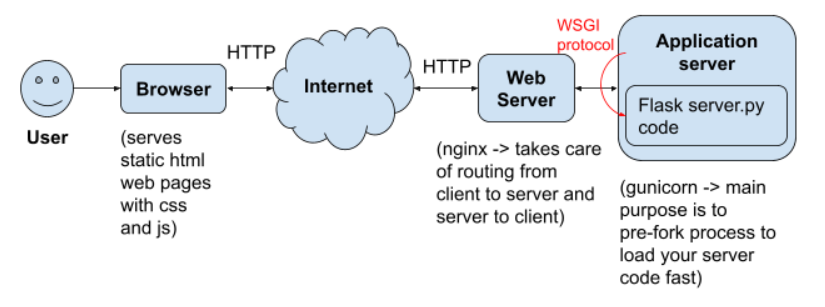 User
Browser
(serves
static html
web pages
with css
and js)
HTTP
Internet
HTTP
Web
Server
(nginx -> takes care
of routing from
client to server and
server to client)
WSGI
protocol
Application
server
Flask server.py
code
(gunicorn -> main
purpose is to
pre-fork process to
load your server
code fast)